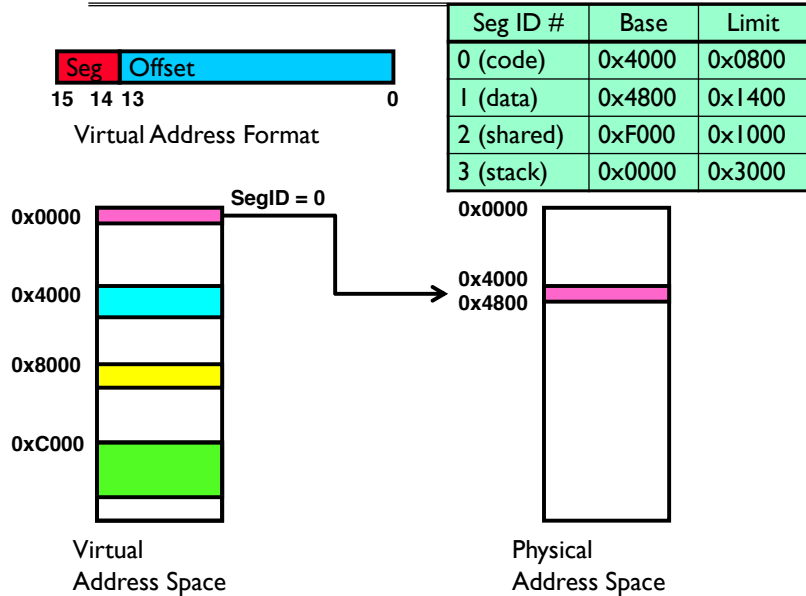 Seg ID # Base Limit
0 (code) 0x4000 0x0800
1 (data) 0x4800 0x1400
2 (shared) 0xF000 0x1000
3 (stack) 0x0000 0x3000
Seg Offset
15 14 13 0
Virtual Address Format
SegID = 0
0x0000
0x4000
0x8000
0xC000
Virtual
Address Space
0x0000
0x4000
0x4800
Physical
Address Space